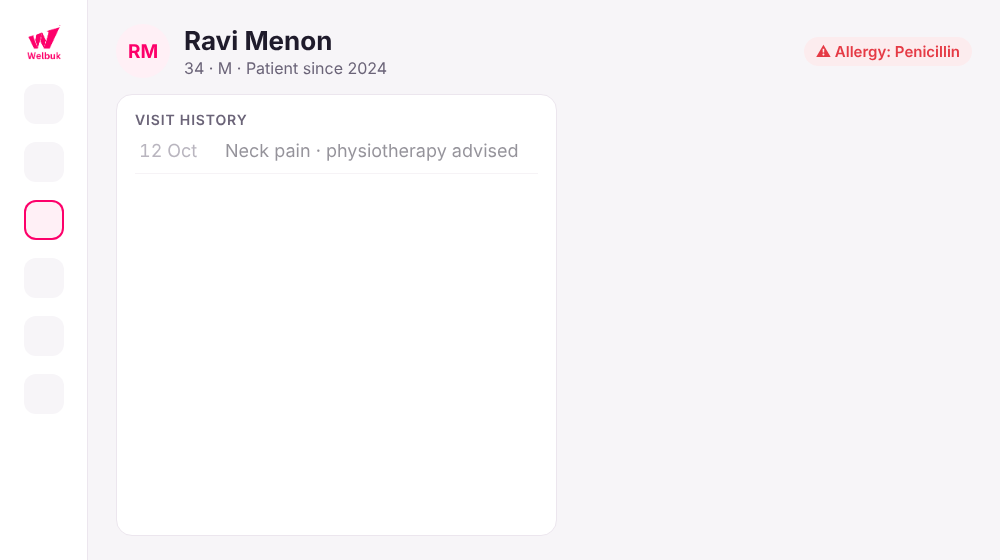 Welbuk
RM
Ravi Menon
34 · M · Patient since 2024
Allergy: Penicillin
VISIT HISTORY
12 Oct Neck pain · physiotherapy advised